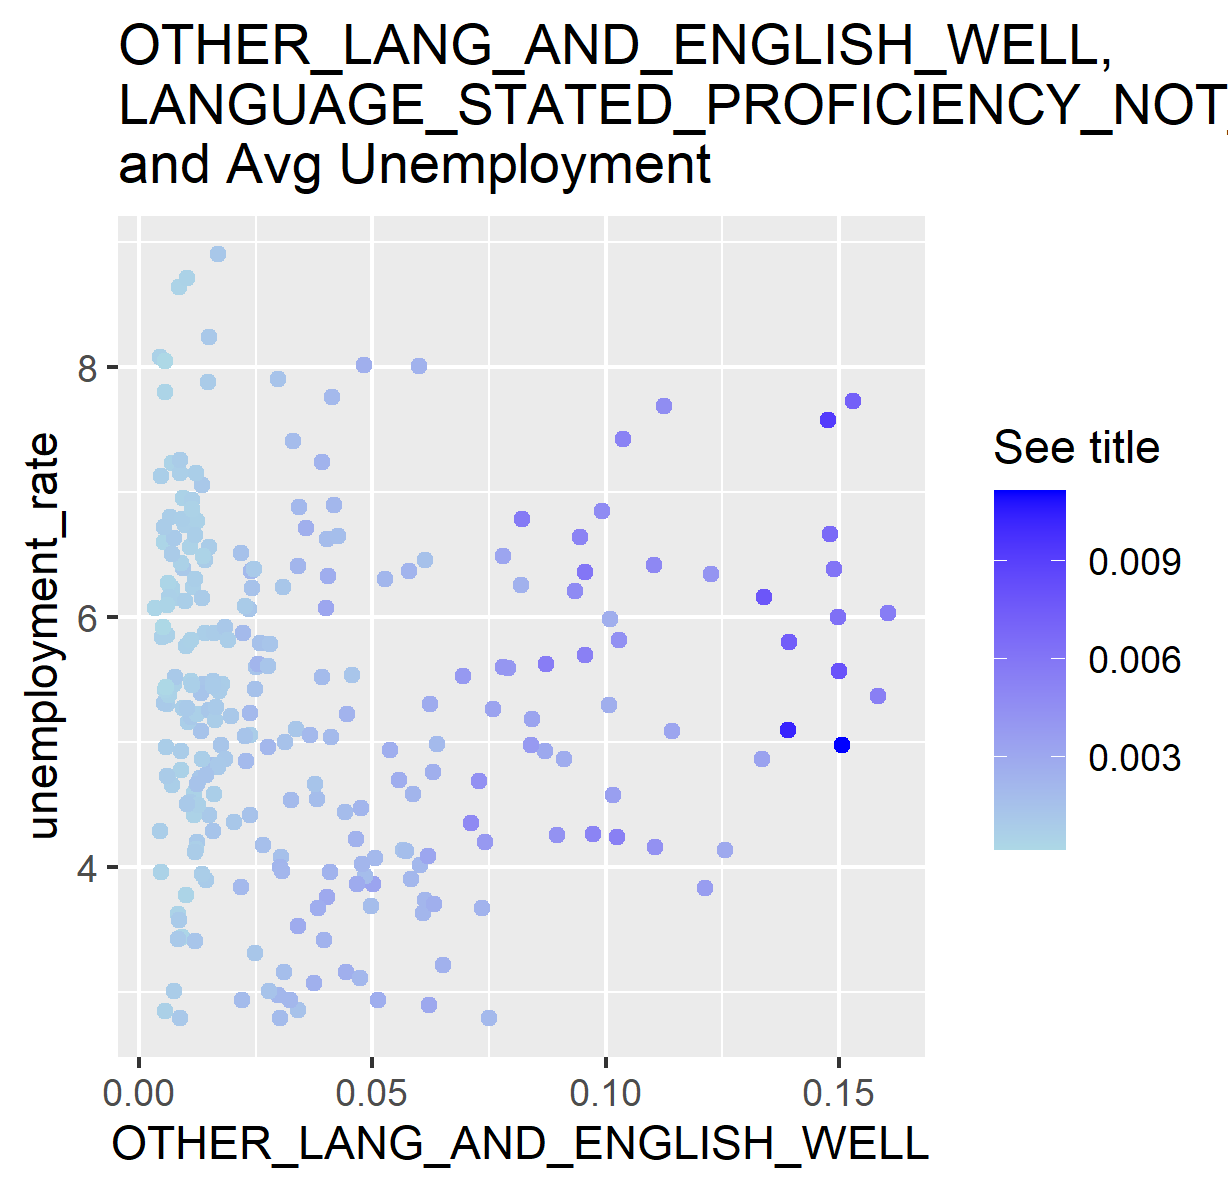 OTHER_LANG_AND_ENGLISH_WELL,
LANGUAGE_STATED_PROFICIENCY_NOT_
and Avg Unemployment
8
6
4
unemployment_rate
0.00 0.05 0.10 0.15
OTHER_LANG_AND_ENGLISH_WELL
See title
0.009
0.006
0.003